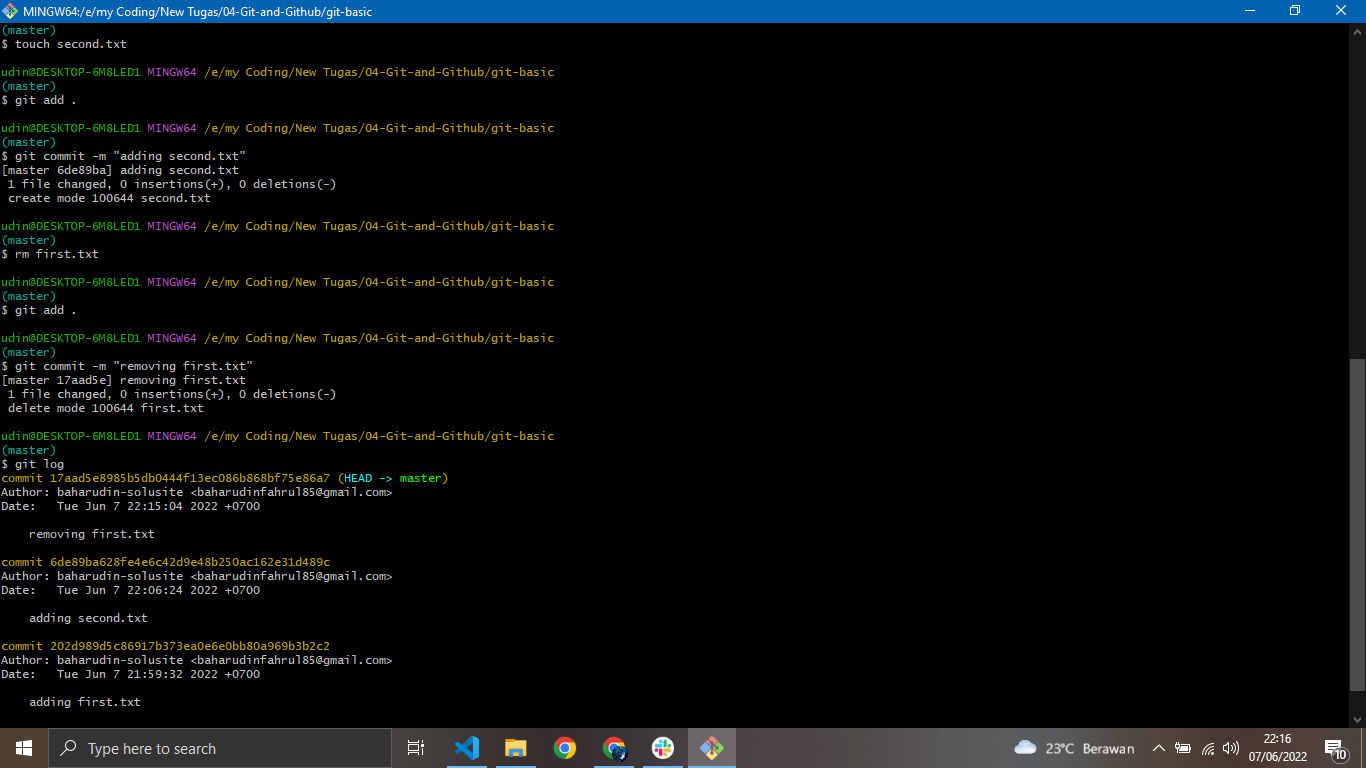 MINGW64:/e/my Coding/New Tugas/04-Git-and-Github/git-basic
(master)
$ touch second.txt
udin@DESKTOP-6M8LED1 MINGW64 /e/my Coding/New Tugas/04-Git-and-Github/git-basic
(master)
$ git add .
udin@DESKTOP-6M8LED1 MINGW64 /e/my Coding/New Tugas/04-Git-and-Github/git-basic
(master)
$ git commit -m "adding second.txt"
[master 6de89ba] adding second.txt
 1 file changed, 0 insertions(+), 0 deletions(-)
 create mode 100644 second.txt
udin@DESKTOP-6M8LED1 MINGW64 /e/my Coding/New Tugas/04-Git-and-Github/git-basic
(master)
$ rm first.txt
udin@DESKTOP-6M8LED1 MINGW64 /e/my Coding/New Tugas/04-Git-and-Github/git-basic
(master)
$ git add .
udin@DESKTOP-6M8LED1 MINGW64 /e/my Coding/New Tugas/04-Git-and-Github/git-basic
(master)
$ git commit -m "removing first.txt"
[master 17aad5e] removing first.txt
 1 file changed, 0 insertions(+), 0 deletions(-)
 delete mode 100644 first.txt
udin@DESKTOP-6M8LED1 MINGW64 /e/my Coding/New Tugas/04-Git-and-Github/git-basic
(master)
$ git log
commit 17aad5e8985b5db0444f13ec086b868bf75e86a7 (HEAD -> master)
Author: baharudin-solusite <baharudinfahrul85@gmail.com>
Date:   Tue Jun 7 22:15:04 2022 +0700
    removing first.txt
commit 6de89ba628fe4e6c42d9e48b250ac162e31d489c
Author: baharudin-solusite <baharudinfahrul85@gmail.com>
Date:   Tue Jun 7 22:06:24 2022 +0700
    adding second.txt
commit 202d989d5c86917b373ea0e6e0bb80a969b3b2c2
Author: baharudin-solusite <baharudinfahrul85@gmail.com>
Date:   Tue Jun 7 21:59:32 2022 +0700
    adding first.txt
Type here to search
23°C Berawan
22:16
07/06/2022
10